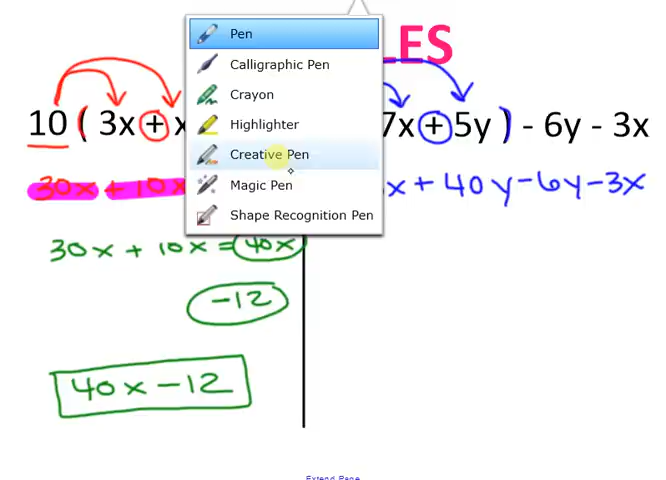 Pen
LES
Calligraphic Pen
Crayon
10 ( 3x + x
Highlighter
7x + 5y ) - 6y - 3x
Creative Pen
30x + 10x
Magic Pen
x + 40y - 6y - 3x
Shape Recognition Pen
30x + 10x = 40x
-12
40x - 12
Extend Page